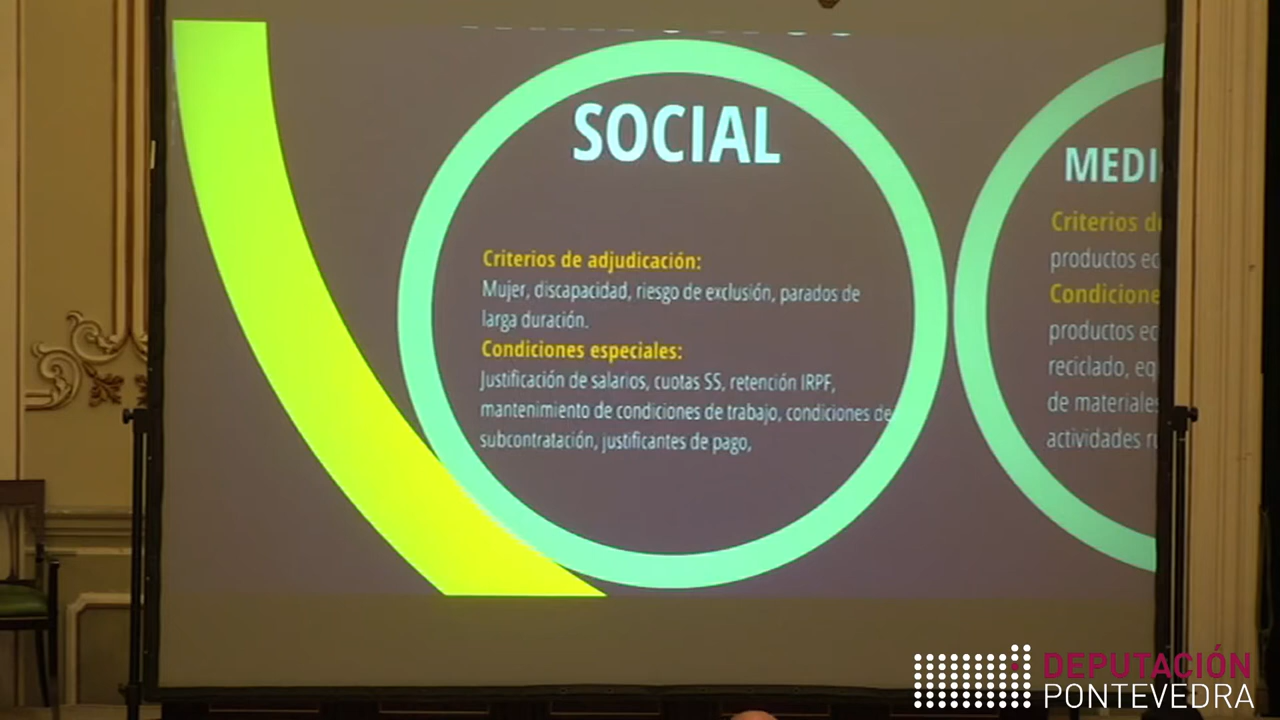 SOCIAL
Criterios de adjudicación:
Mujer, discapacidad, riesgo de exclusión, parados de
larga duración.
Condiciones especiales:
Justificación de salarios, cuotas SS, retención IRPF,
mantenimiento de condiciones de trabajo, condiciones de
subcontratación, justificantes de pago,
MEDI
Criterios d
productos ec
Condicione
productos ec
reciclado, eq
de materiales
actividades r
DEPUTACIÓN
PONTEVEDRA